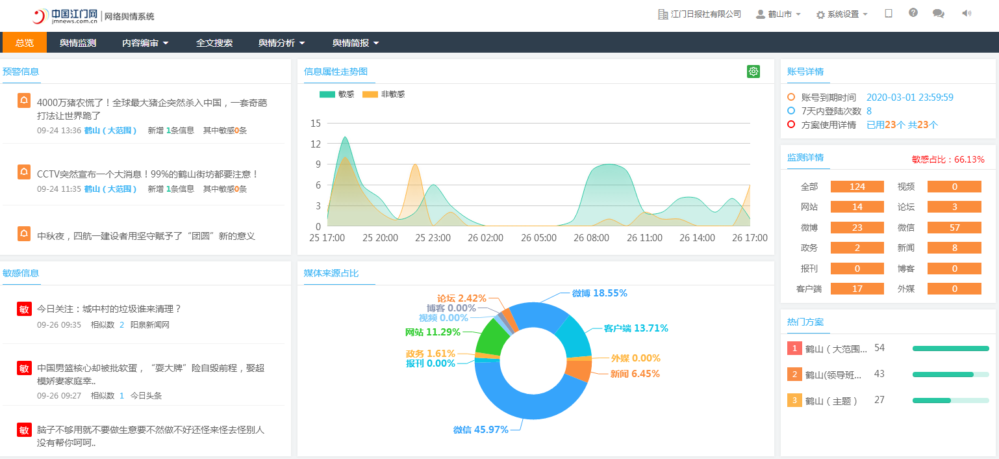 中国江门网
jmnews.com.cn
网络舆情系统
江门日报社有限公司
鹤山市
系统设置
总览
舆情监测
内容编审
全文搜索
舆情分析
舆情简报
预警信息
4000万猪农慌了！全球最大猪企突然杀入中国，一套奇葩
打法让世界跪了
09-24 13:36 鹤山（大范围） 新增 1条信息 其中敏感0条
CCTV突然宣布一个大消息！99%的鹤山街坊都要注意！
09-24 11:35 鹤山（大范围） 新增 1条信息 其中敏感0条
中秋夜，四航一建设者用坚守赋予了“团圆”新的意义
敏感信息
敏 今日关注：城中村的垃圾谁来清理？
09-26 09:35 相似数 2 阳泉新闻网
敏 中国男篮核心却被批软蛋，“耍大牌”险自毁前程，娶超
模娇妻家庭幸..
09-26 09:27 相似数 1 今日头条
敏 脑子不够用就不要做生意要不然做不好还怪来怪去怪别人
没有帮你呵呵..
信息属性走势图
敏感 非敏感
15
12
9
6
3
0
25 17:00 25 20:00 25 23:00 26 02:00 26 05:00 26 08:00 26 11:00 26 14:00 26 17:00
媒体来源占比
微博 18.55%
客户端 13.71%
外媒 0.00%
新闻 6.45%
微信 45.97%
报刊 0.00%
政务 1.61%
网站 11.29%
视频 0.00%
博客 0.00%
论坛 2.42%
账号详情
账号到期时间 2020-03-01 23:59:59
7天内登陆次数 8
方案使用详情 已用23个 共23个
监测详情 敏感占比：66.13%
全部 124 视频 0
网站 14 论坛 3
微博 23 微信 57
政务 2 新闻 8
报刊 0 博客 0
客户端 17 外媒 0
热门方案
1 鹤山（大范围... 54
2 鹤山(领导班... 43
3 鹤山（主题） 27